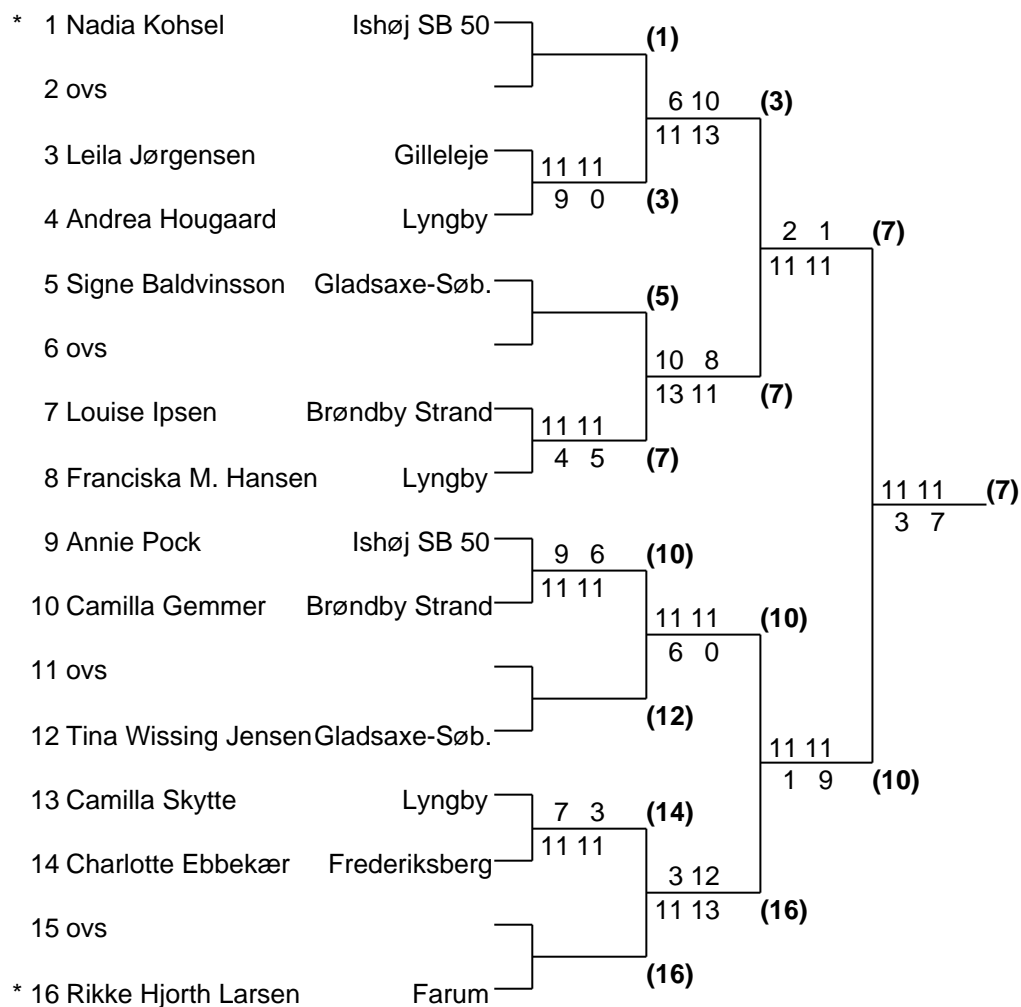 * 1 Nadia Kohsel Ishøj SB 50 (1)
2 ovs
6 10 (3)
11 13
3 Leila Jørgensen Gilleleje
11 11
9 0 (3)
4 Andrea Hougaard Lyngby
2 1 (7)
11 11
5 Signe Baldvinsson Gladsaxe-Søb. (5)
6 ovs
10 8
13 11 (7)
7 Louise Ipsen Brøndby Strand
11 11
4 5 (7)
8 Franciska M. Hansen Lyngby
11 11 (7)
3 7
9 Annie Pock Ishøj SB 50
9 6 (10)
11 11
10 Camilla Gemmer Brøndby Strand
11 11 (10)
6 0
11 ovs
(12)
12 Tina Wissing Jensen Gladsaxe-Søb.
11 11
1 9 (10)
13 Camilla Skytte Lyngby
7 3 (14)
11 11
14 Charlotte Ebbekær Frederiksberg
3 12
11 13 (16)
15 ovs
(16)
* 16 Rikke Hjorth Larsen Farum